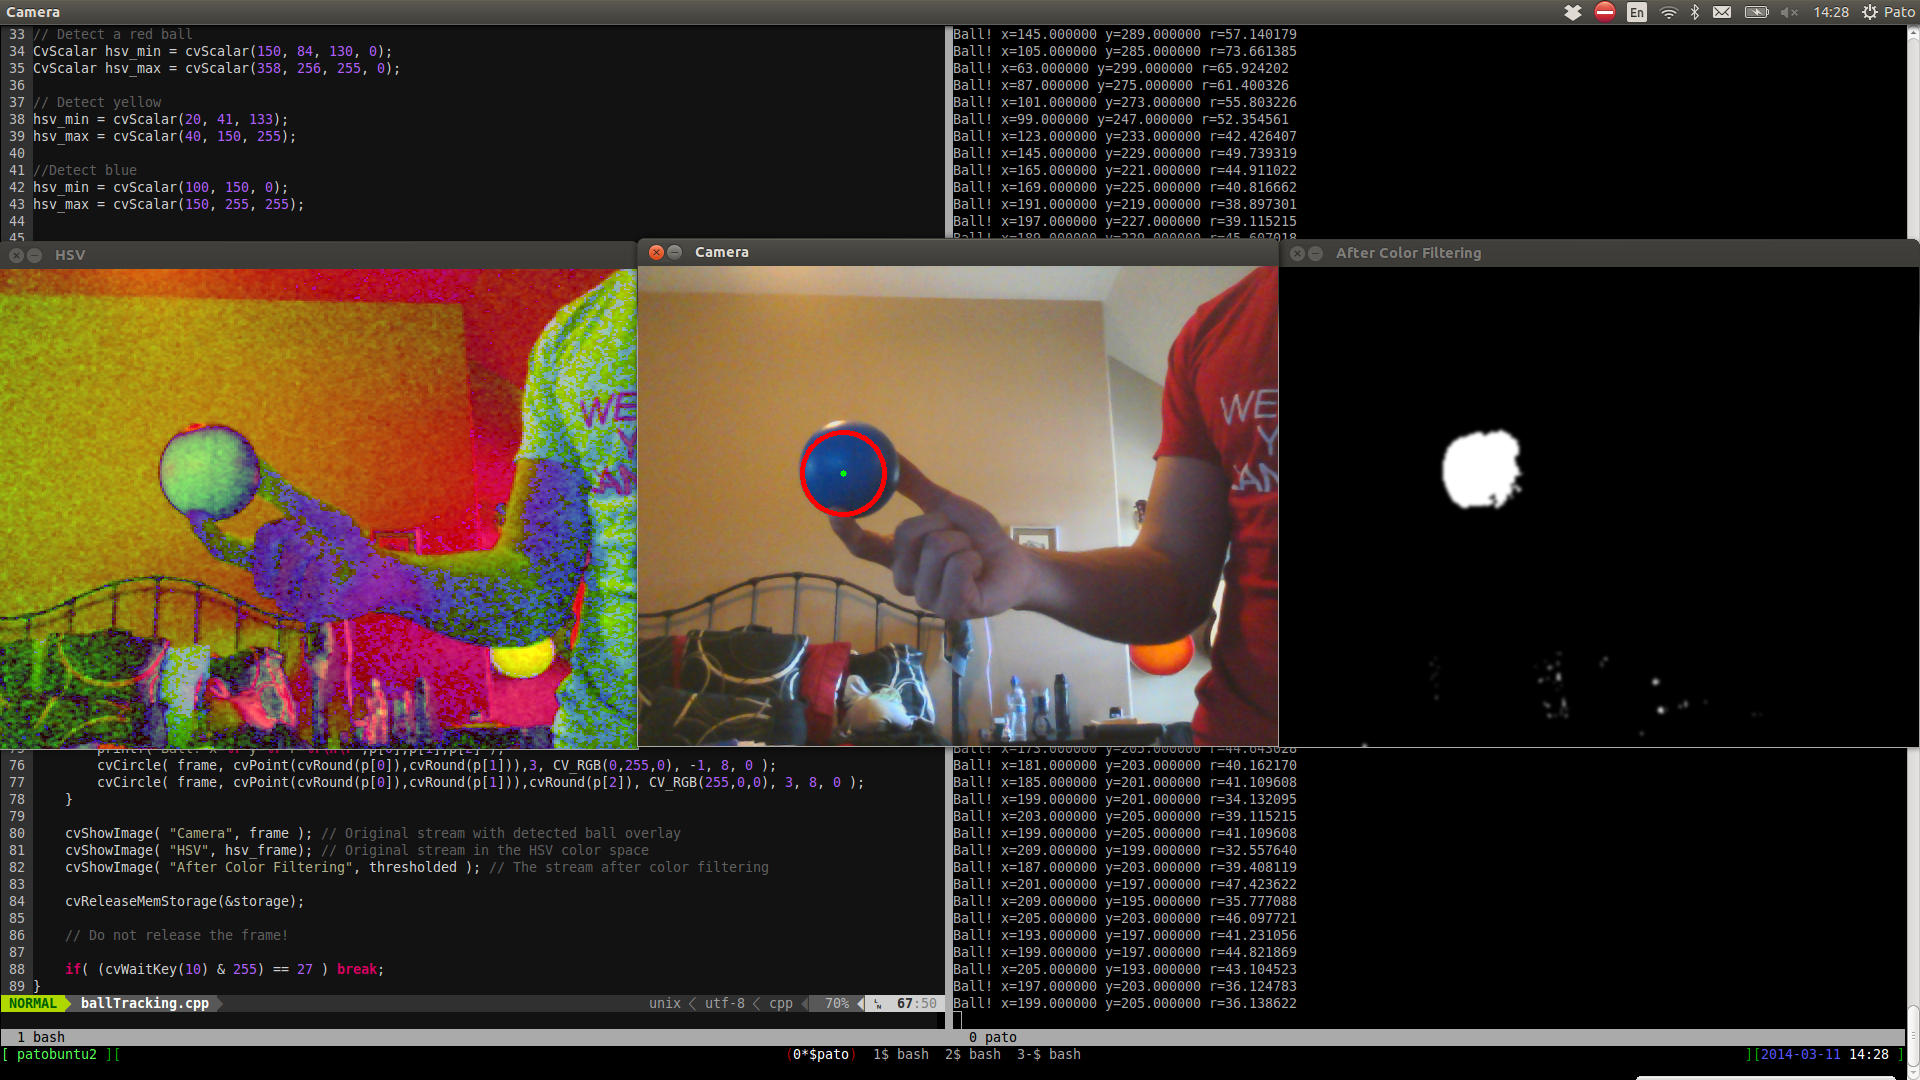 Camera
En
14:28
Pato
33 // Detect a red ball
34 CvScalar hsv_min = cvScalar(150, 84, 130, 0);
35 CvScalar hsv_max = cvScalar(358, 256, 255, 0);
36
37 // Detect yellow
38 hsv_min = cvScalar(20, 41, 133);
39 hsv_max = cvScalar(40, 150, 255);
40
41 //Detect blue
42 hsv_min = cvScalar(100, 150, 0);
43 hsv_max = cvScalar(150, 255, 255);
44
45
Ball! x=145.000000 y=289.000000 r=57.140179
Ball! x=105.000000 y=285.000000 r=73.661385
Ball! x=63.000000 y=299.000000 r=65.924202
Ball! x=87.000000 y=275.000000 r=61.400326
Ball! x=101.000000 y=273.000000 r=55.803226
Ball! x=99.000000 y=247.000000 r=52.354561
Ball! x=123.000000 y=233.000000 r=42.426407
Ball! x=145.000000 y=229.000000 r=49.739319
Ball! x=165.000000 y=221.000000 r=44.911022
Ball! x=169.000000 y=225.000000 r=40.816662
Ball! x=191.000000 y=219.000000 r=38.897301
Ball! x=197.000000 y=227.000000 r=39.115215
Ball! x=189.000000 y=229.000000 r=45.607018
HSV
Camera
After Color Filtering
WE
Y
AN
WE
Y
AN
76 cvCircle( frame, cvPoint(cvRound(p[0]),cvRound(p[1])),3, CV_RGB(0,255,0), -1, 8, 0 );
77 cvCircle( frame, cvPoint(cvRound(p[0]),cvRound(p[1])),cvRound(p[2]), CV_RGB(255,0,0), 3, 8, 0 );
78 }
79
80 cvShowImage( "Camera", frame ); // Original stream with detected ball overlay
81 cvShowImage( "HSV", hsv_frame); // Original stream in the HSV color space
82 cvShowImage( "After Color Filtering", thresholded ); // The stream after color filtering
83
84 cvReleaseMemStorage(&storage);
85
86 // Do not release the frame!
87
88 if( (cvWaitKey(10) & 255) == 27 ) break;
89 }
NORMAL ballTracking.cpp unix < utf-8 < cpp 70% 67:50
Ball! x=173.000000 y=205.000000 r=44.643028
Ball! x=181.000000 y=203.000000 r=40.162170
Ball! x=185.000000 y=201.000000 r=41.109608
Ball! x=199.000000 y=201.000000 r=34.132095
Ball! x=203.000000 y=205.000000 r=39.115215
Ball! x=199.000000 y=205.000000 r=41.109608
Ball! x=209.000000 y=199.000000 r=32.557640
Ball! x=187.000000 y=203.000000 r=39.408119
Ball! x=201.000000 y=197.000000 r=47.423622
Ball! x=209.000000 y=195.000000 r=35.777088
Ball! x=205.000000 y=203.000000 r=46.097721
Ball! x=193.000000 y=197.000000 r=41.231056
Ball! x=199.000000 y=197.000000 r=44.821869
Ball! x=205.000000 y=193.000000 r=43.104523
Ball! x=197.000000 y=203.000000 r=36.124783
Ball! x=199.000000 y=205.000000 r=36.138622
1 bash
0 pato
[ patobuntu2 ][ (0*$pato) 1$ bash 2$ bash 3-$ bash ][2014-03-11 14:28 ]